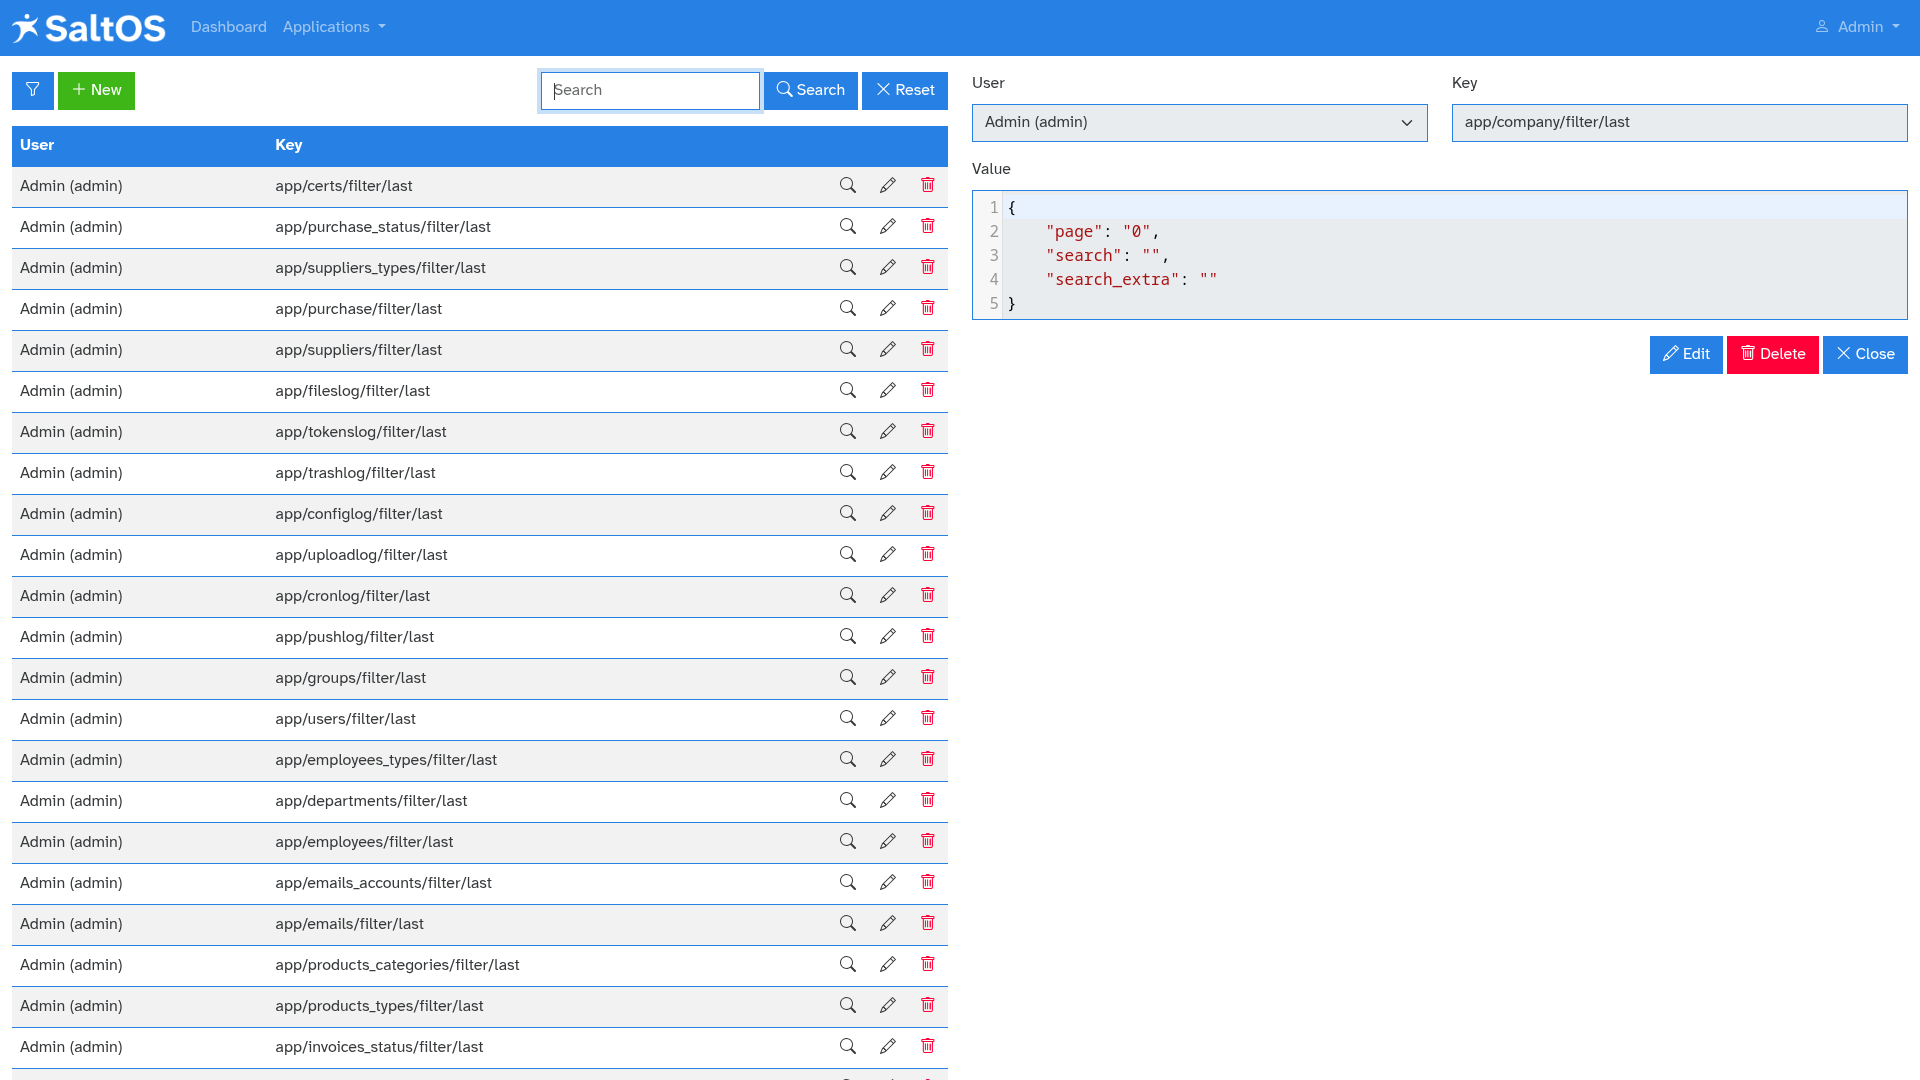 SaltOS Dashboard Applications Admin
New Search Search Reset
User Key
Admin (admin) app/certs/filter/last
Admin (admin) app/purchase_status/filter/last
Admin (admin) app/suppliers_types/filter/last
Admin (admin) app/purchase/filter/last
Admin (admin) app/suppliers/filter/last
Admin (admin) app/fileslog/filter/last
Admin (admin) app/tokenslog/filter/last
Admin (admin) app/trashlog/filter/last
Admin (admin) app/configlog/filter/last
Admin (admin) app/uploadlog/filter/last
Admin (admin) app/cronlog/filter/last
Admin (admin) app/pushlog/filter/last
Admin (admin) app/groups/filter/last
Admin (admin) app/users/filter/last
Admin (admin) app/employees_types/filter/last
Admin (admin) app/departments/filter/last
Admin (admin) app/employees/filter/last
Admin (admin) app/emails_accounts/filter/last
Admin (admin) app/emails/filter/last
Admin (admin) app/products_categories/filter/last
Admin (admin) app/products_types/filter/last
Admin (admin) app/invoices_status/filter/last
User Key
Admin (admin) app/company/filter/last
Value
1 {
2     "page": "0",
3     "search": "",
4     "search_extra": ""
5 }
Edit Delete Close